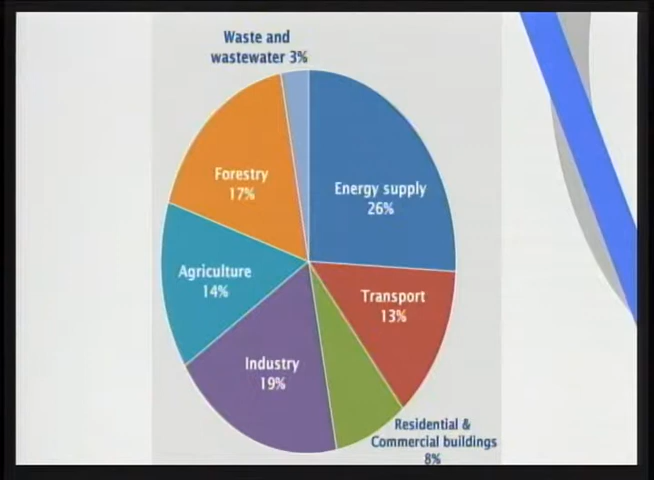 Waste and
wastewater 3%
Forestry
17%
Energy supply
26%
Agriculture
14%
Transport
13%
Industry
19%
Residential &
Commercial buildings
8%